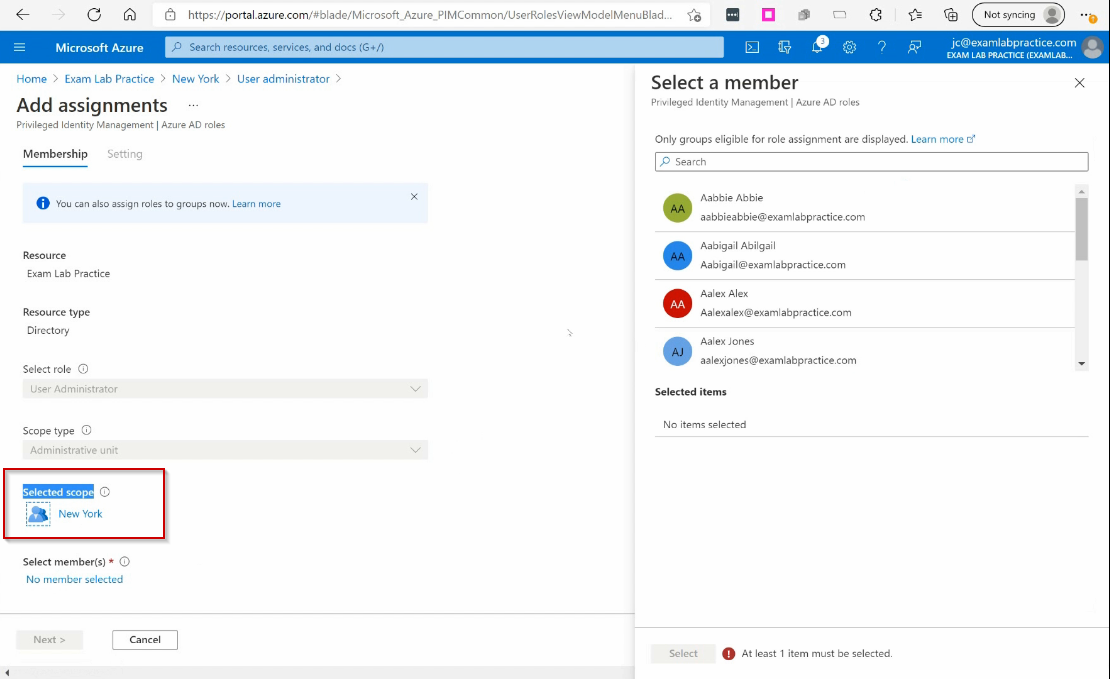 https://portal.azure.com/#blade/Microsoft_Azure_PIMCommon/UserRolesViewModelMenuBlad...
Not syncing
Microsoft Azure
Search resources, services, and docs (G+/)
3
jc@examlabpractice.com
EXAM LAB PRACTICE (EXAMLAB...
Home > Exam Lab Practice > New York > User administrator >
Add assignments ...
Privileged Identity Management | Azure AD roles
Membership Setting
You can also assign roles to groups now. Learn more
Resource
Exam Lab Practice
Resource type
Directory
Select role
User Administrator
Scope type
Administrative unit
Selected scope
New York
Select member(s) *
No member selected
Next >
Cancel
Select a member
Privileged Identity Management | Azure AD roles
Only groups eligible for role assignment are displayed. Learn more
Search
AA
Aabbie Abbie
aabbieabbie@examlabpractice.com
AA
Aabigail Abilgail
Aabigail@examlabpractice.com
AA
Aalex Alex
Aalexalex@examlabpractice.com
AJ
Aalex Jones
aalexjones@examlabpractice.com
Selected items
No items selected
Select
At least 1 item must be selected.